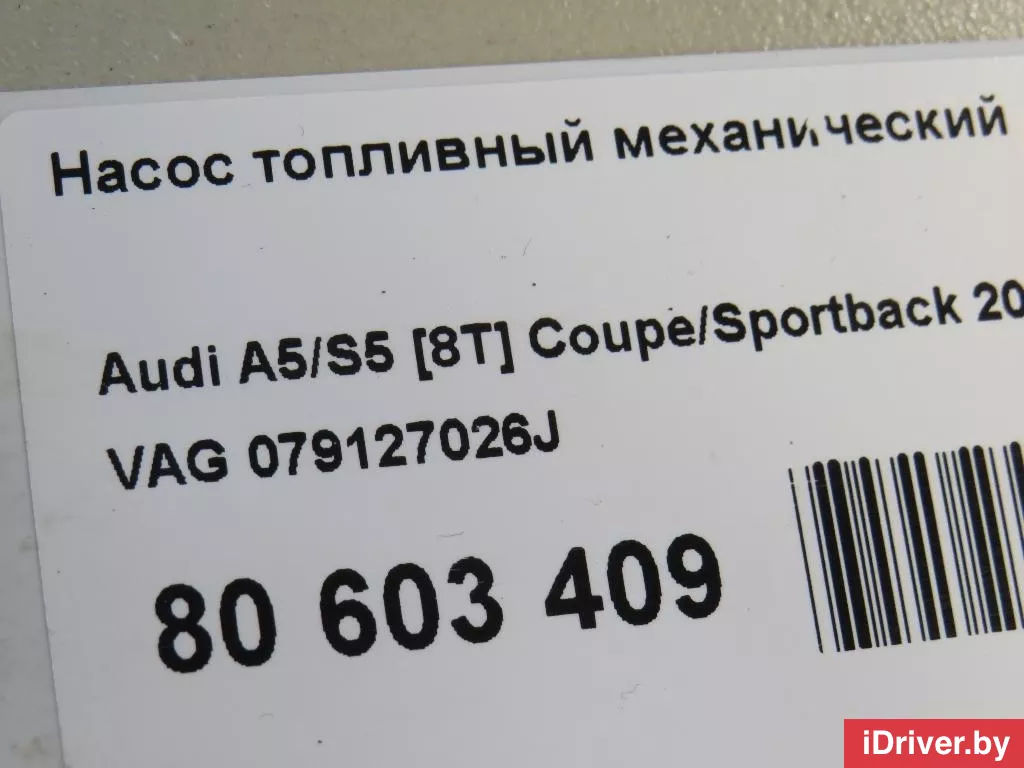 Насос топливный механический
Audi A5/S5 [8T] Coupe/Sportback 20
VAG 079127026J
80 603 409
iDriver.by